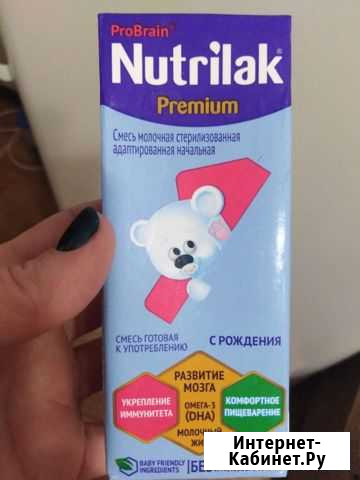 ProBrain®
Nutrilak®
Premium
Смесь молочная стерилизованная
адаптированная начальная
1
СМЕСЬ ГОТОВАЯ
К УПОТРЕБЛЕНИЮ
С РОЖДЕНИЯ
РАЗВИТИЕ
МОЗГА
ОМЕГА-3
(DHA)
МОЛОЧНЫЙ
УКРЕПЛЕНИЕ
ИММУНИТЕТА
КОМФОРТНОЕ
ПИЩЕВАРЕНИЕ
BABY FRIENDLY
INGREDIENTS
Интернет-
Кабинет.Ру